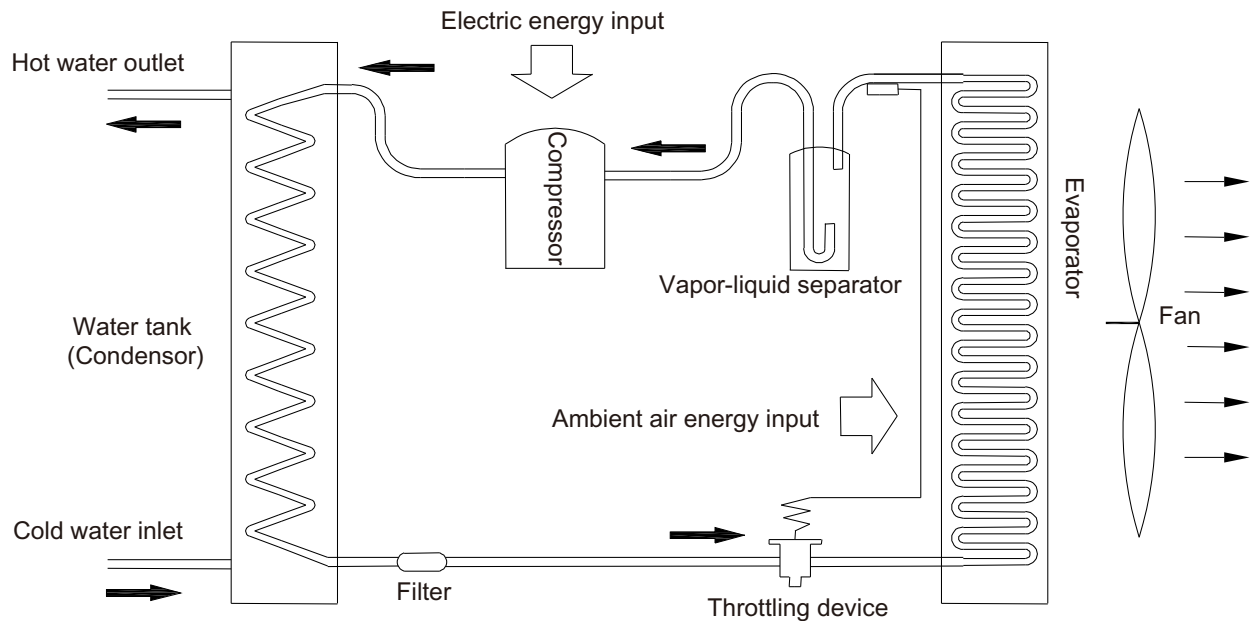 Electric energy input
Hot water outlet
Compressor
Vapor-liquid separator
Evaporator
Fan
Water tank
(Condensor)
Ambient air energy input
Cold water inlet
Filter
Throttling device